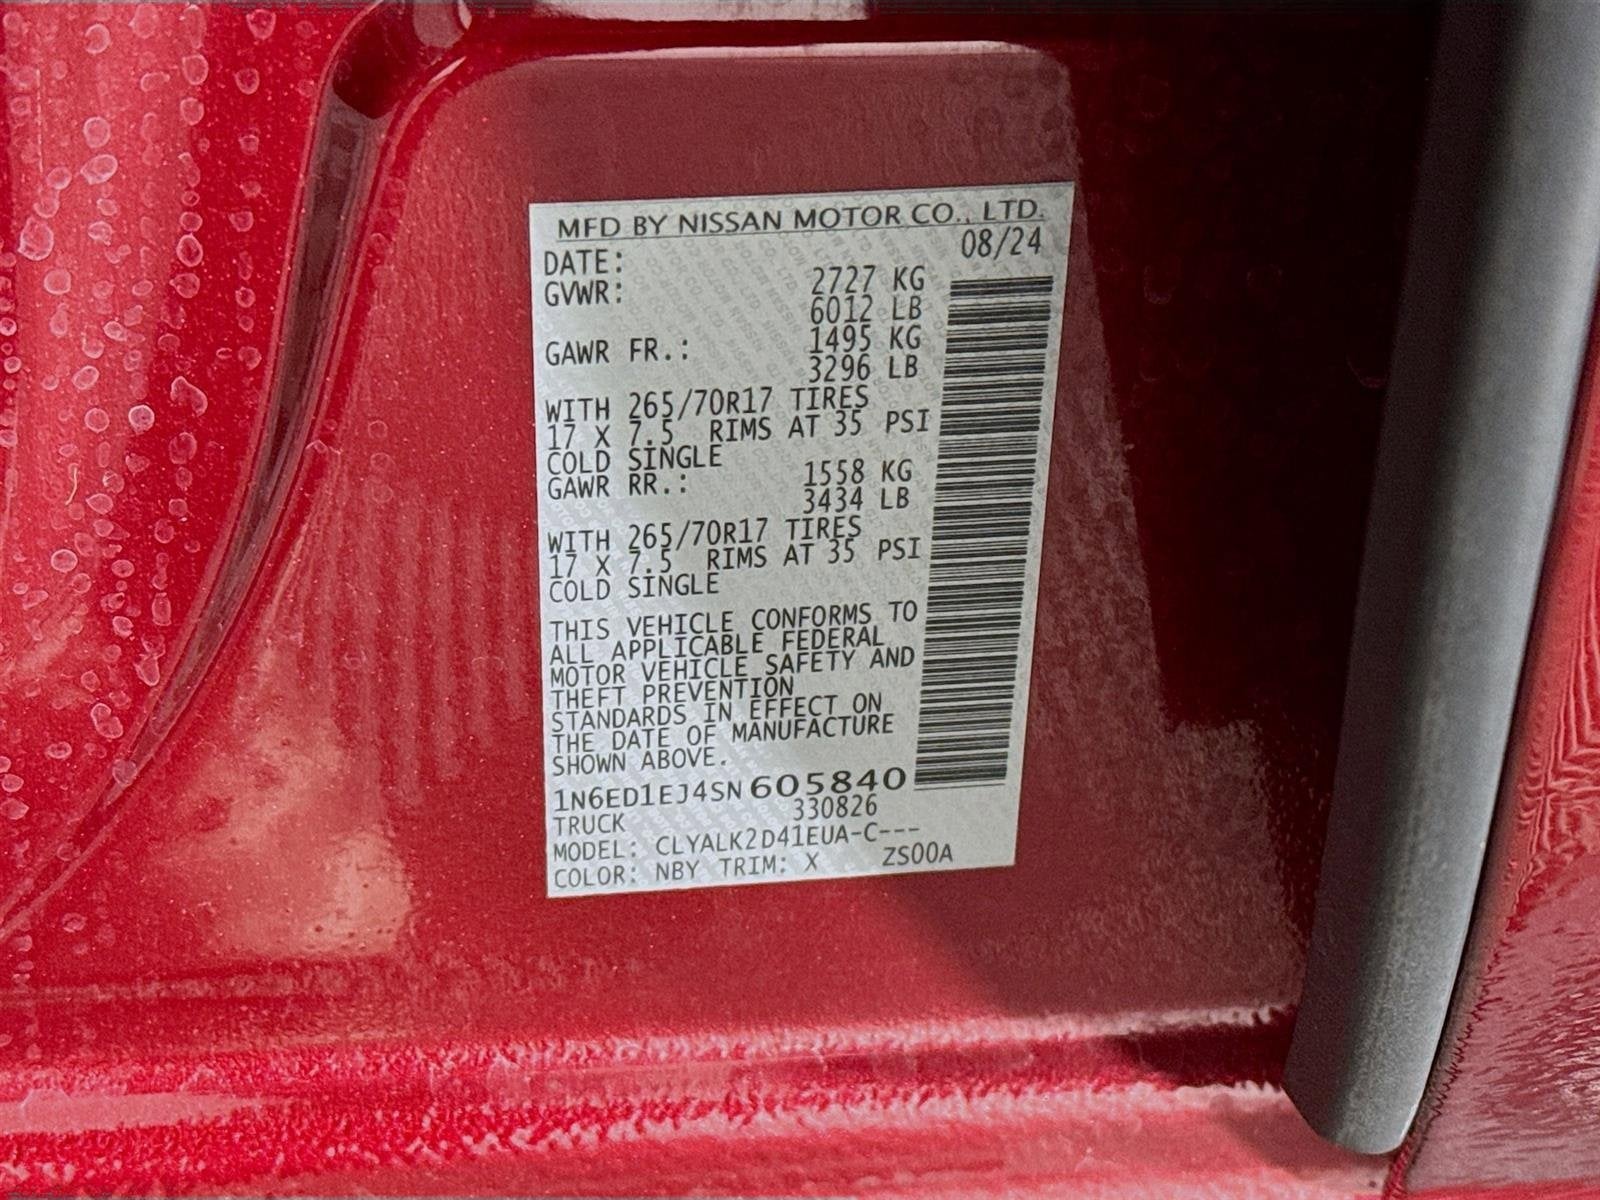 MFD BY NISSAN MOTOR CO., LTD.
DATE: 08/24
GVWR: 2727 KG
6012 LB
GAWR FR.: 1495 KG
3296 LB
WITH 265/70R17 TIRES
17 X 7.5 RIMS AT 35 PSI
COLD SINGLE
GAWR RR.: 1558 KG
3434 LB
WITH 265/70R17 TIRES
17 X 7.5 RIMS AT 35 PSI
COLD SINGLE
THIS VEHICLE CONFORMS TO
ALL APPLICABLE FEDERAL
MOTOR VEHICLE SAFETY AND
THEFT PREVENTION
STANDARDS IN EFFECT ON
THE DATE OF MANUFACTURE
SHOWN ABOVE.
1N6ED1EJ4SN605840
TRUCK 330826
MODEL: CLYALK2D41EUA-C---
COLOR: NBY TRIM: X ZS00A